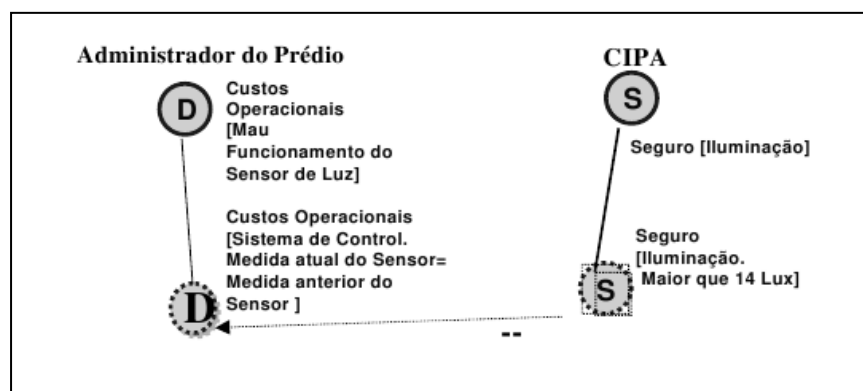 Administrador do Prédio
D
Custos
Operacionais
[Mau
Funcionamento do
Sensor de Luz]
Custos Operacionais
[Sistema de Control.
Medida atual do Sensor=
Medida anterior do
Sensor ]
D
CIPA
S
Seguro [Iluminação]
Seguro
[Iluminação.
Maior que 14 Lux]
S
--